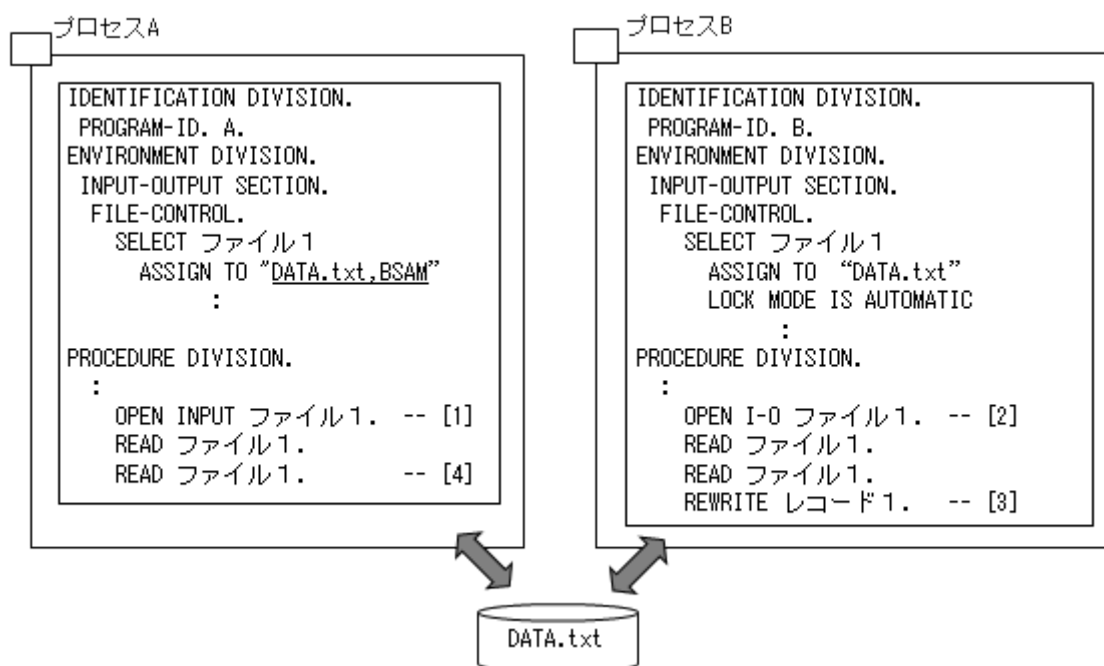 プロセスA
IDENTIFICATION DIVISION.
PROGRAM-ID. A.
ENVIRONMENT DIVISION.
INPUT-OUTPUT SECTION.
FILE-CONTROL.
SELECT ファイル1
ASSIGN TO "DATA.txt,BSAM”
:
PROCEDURE DIVISION.
:
OPEN INPUT ファイル1. -- [1]
READ ファイル1.
READ ファイル1. -- [4]
プロセスB
IDENTIFICATION DIVISION.
PROGRAM-ID. B.
ENVIRONMENT DIVISION.
INPUT-OUTPUT SECTION.
FILE-CONTROL.
SELECT ファイル1
ASSIGN TO “DATA.txt”
LOCK MODE IS AUTOMATIC
:
PROCEDURE DIVISION.
:
OPEN I-O ファイル1. -- [2]
READ ファイル1.
READ ファイル1.
REWRITE レコード1. -- [3]
DATA.txt